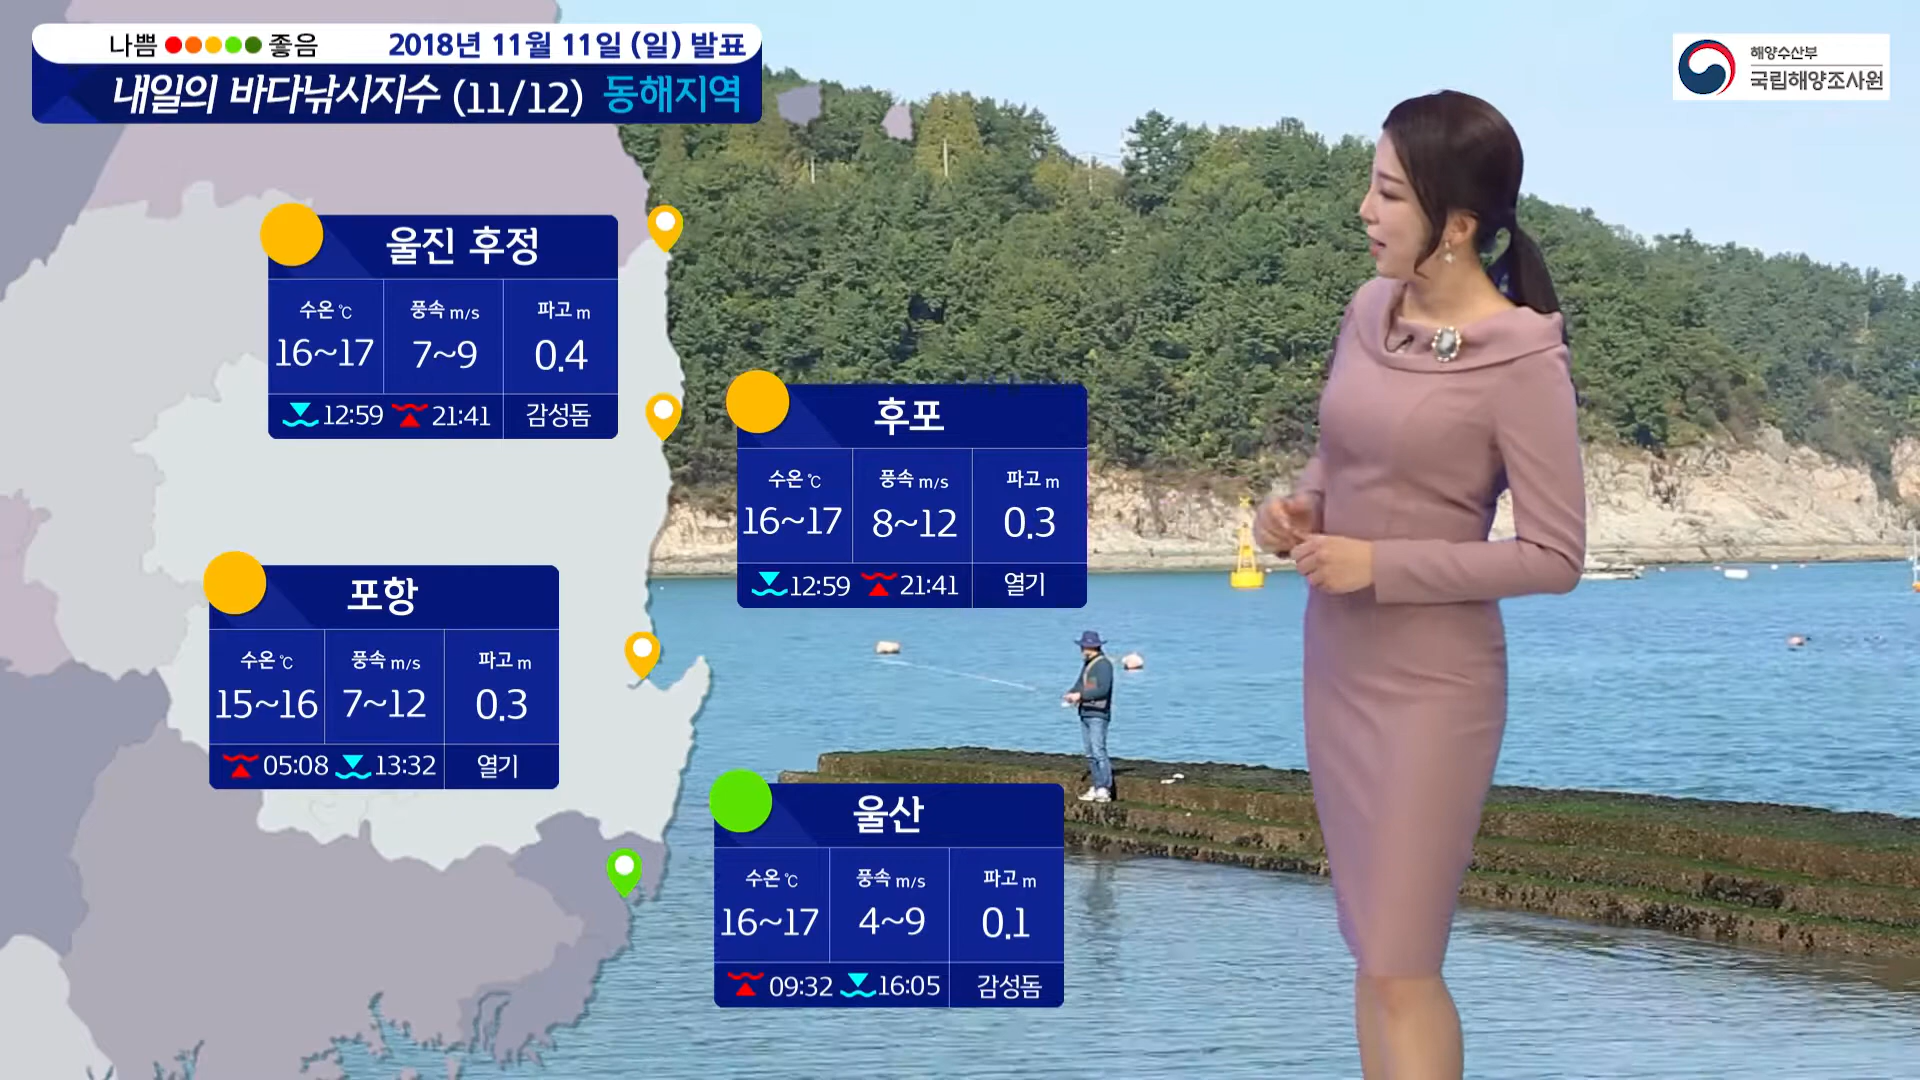 나쁨 좋음 2018년 11월 11일 (일) 발표
내일의 바다낚시지수 (11/12) 동해지역
해양수산부
국립해양조사원
울진 후정
수온 ℃ 풍속 m/s 파고 m
16~17 7~9 0.4
12:59 21:41 감성돔
후포
수온 ℃ 풍속 m/s 파고 m
16~17 8~12 0.3
12:59 21:41 열기
포항
수온 ℃ 풍속 m/s 파고 m
15~16 7~12 0.3
05:08 13:32 열기
울산
수온 ℃ 풍속 m/s 파고 m
16~17 4~9 0.1
09:32 16:05 감성돔